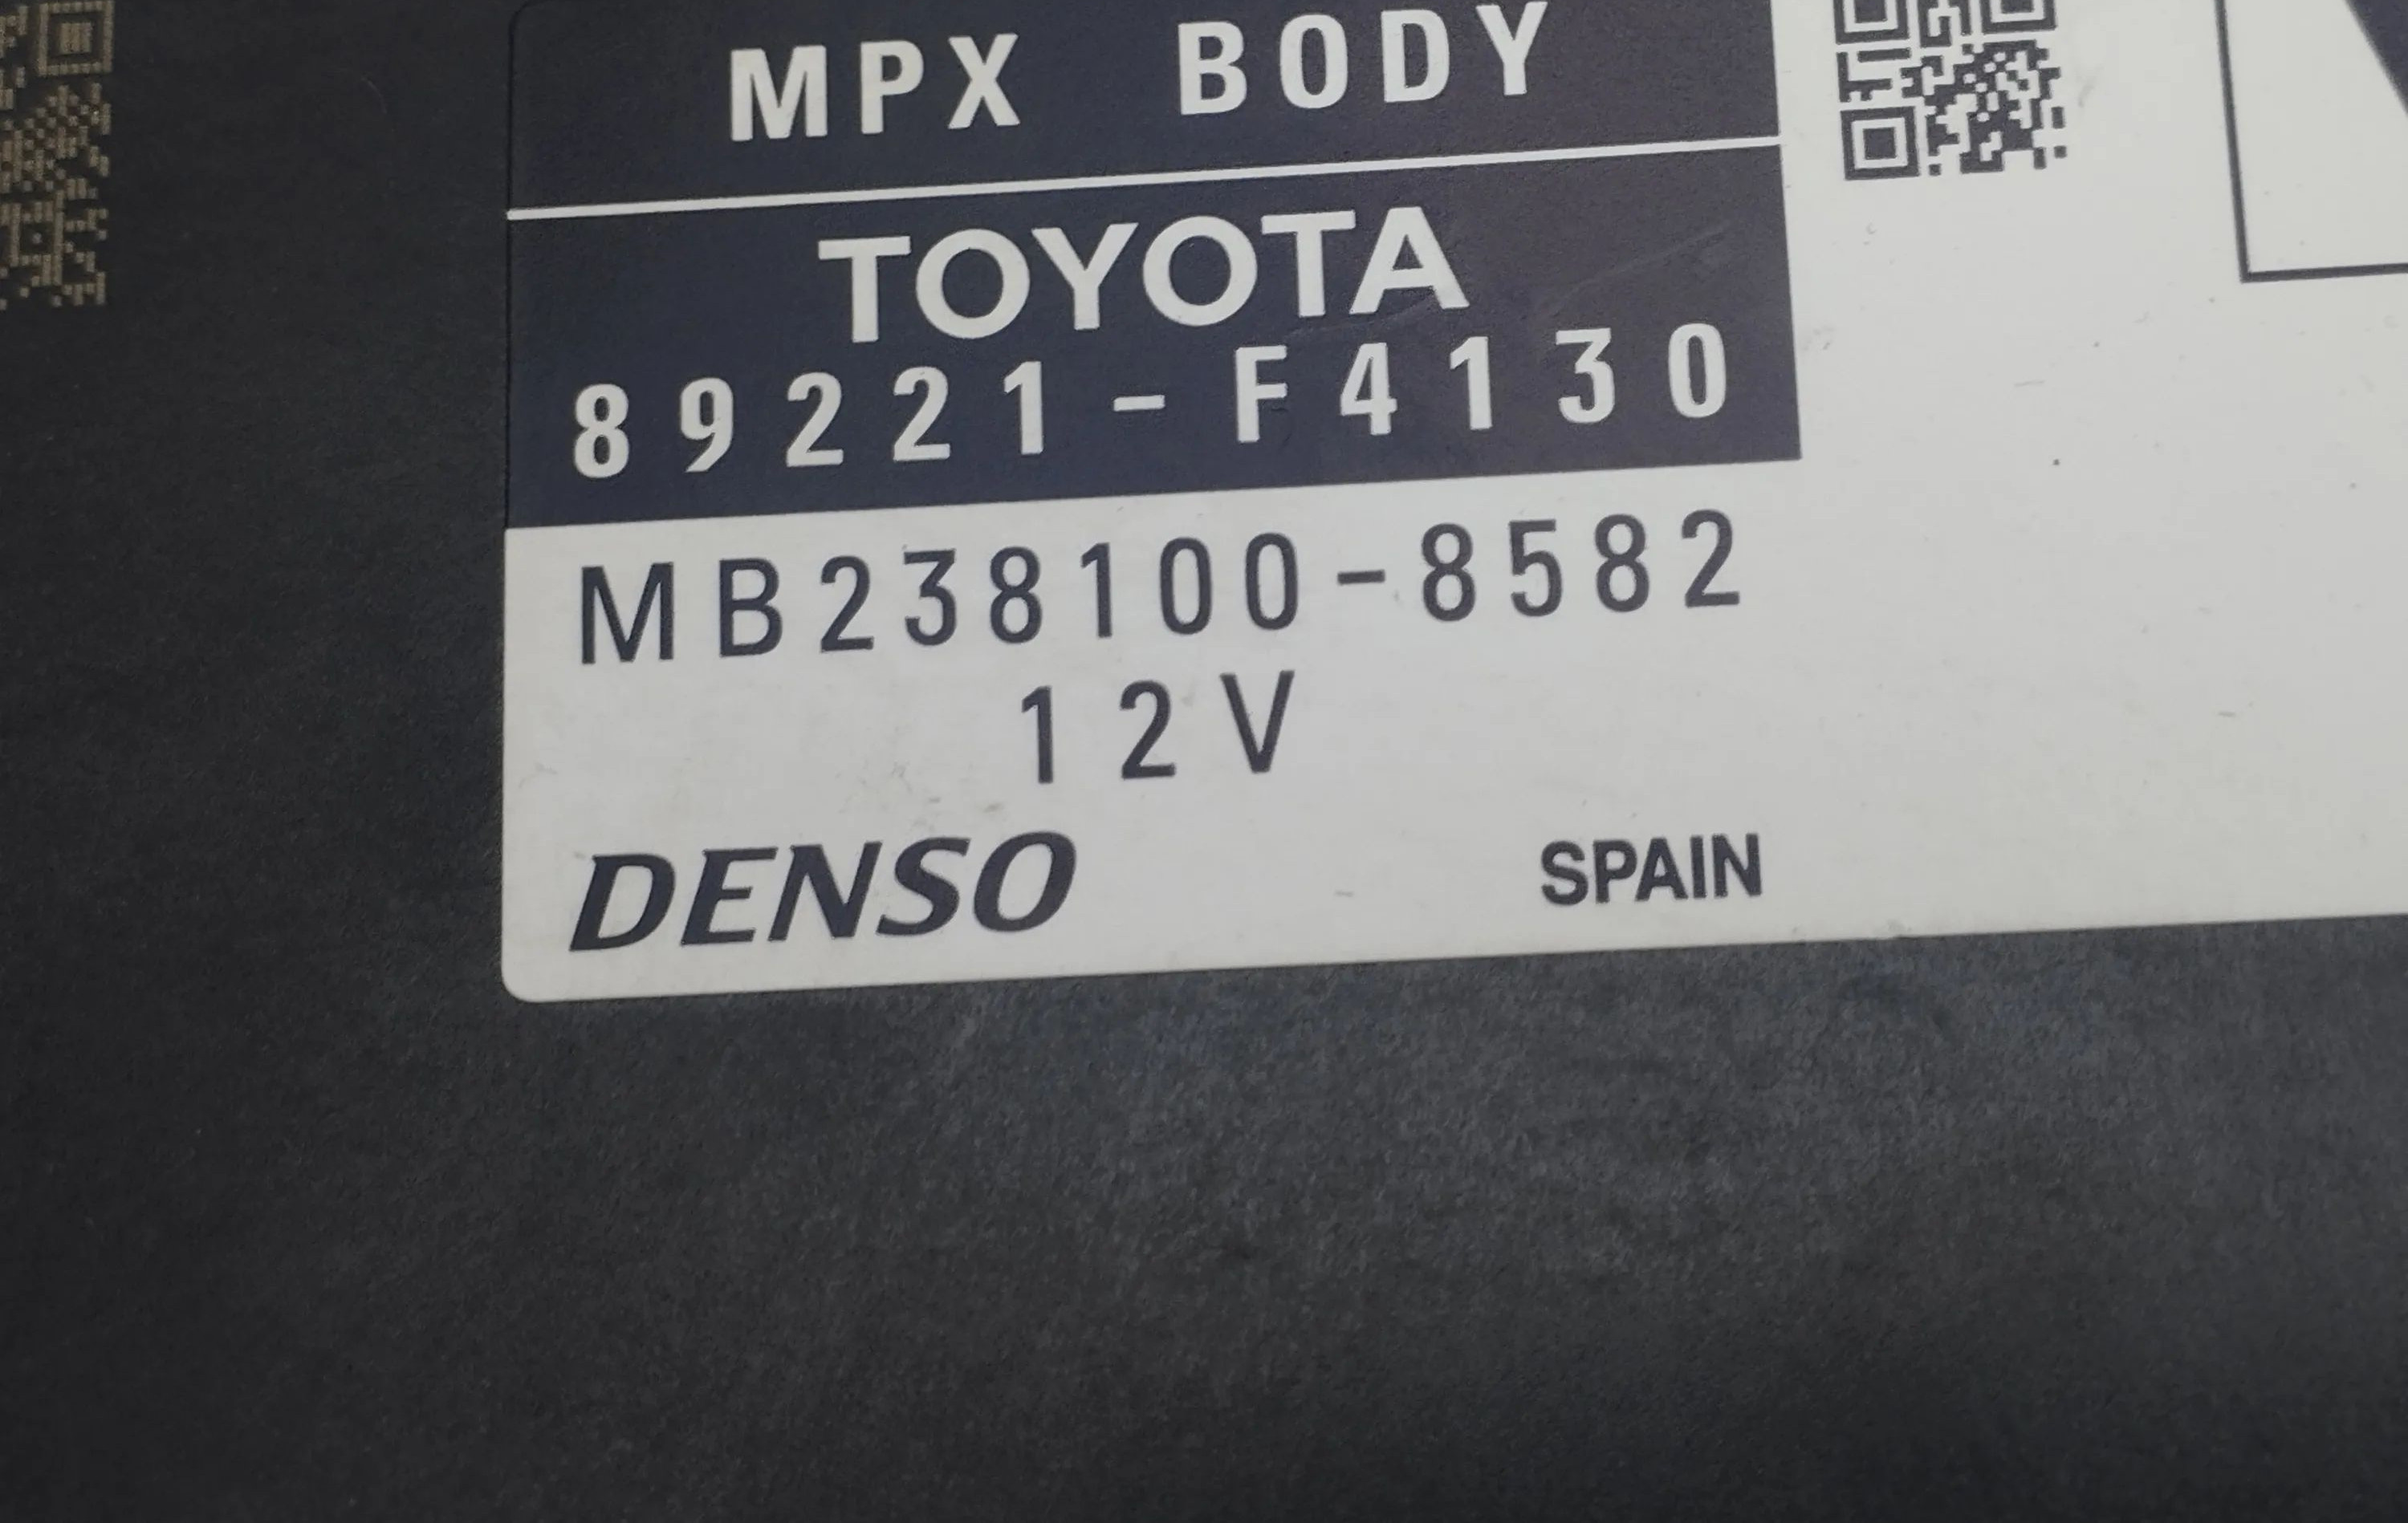 MPX BODY
TOYOTA
89221-F4130
MB238100-8582
12V
DENSO SPAIN